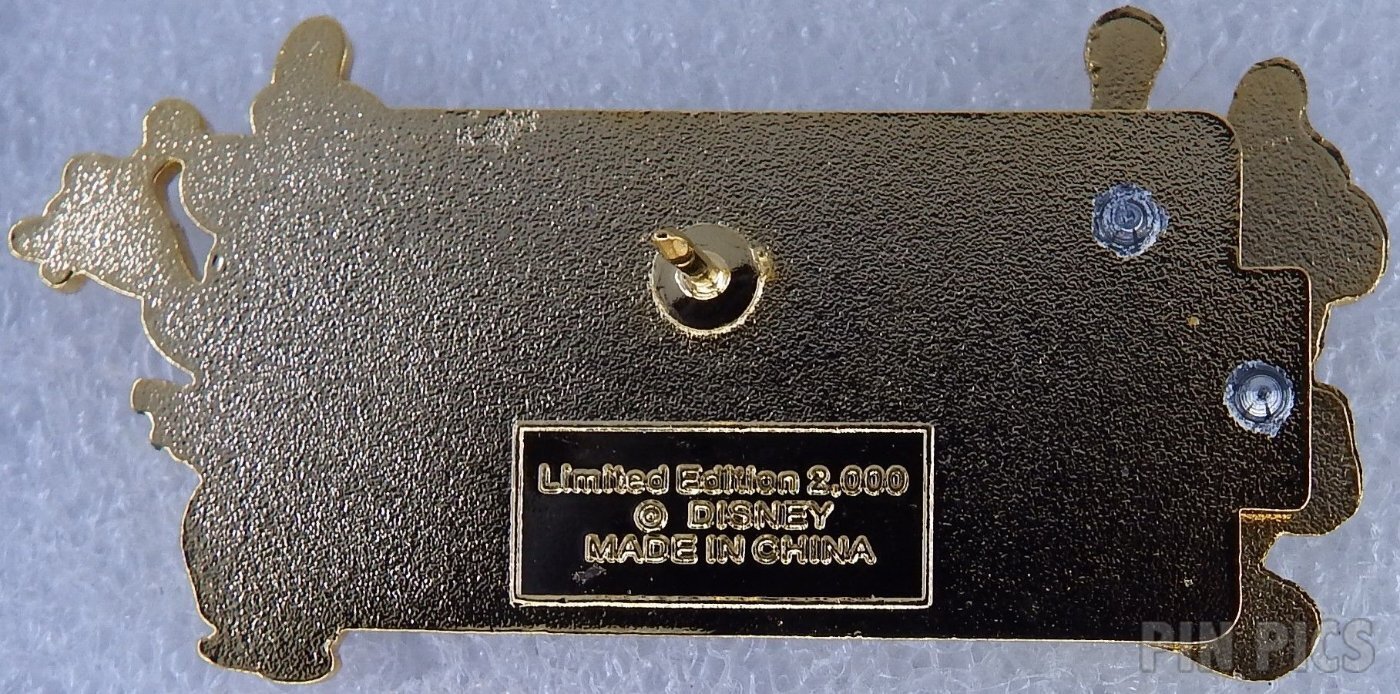 Limited Edition 2,000
© DISNEY
MADE IN CHINA
PIN PICS